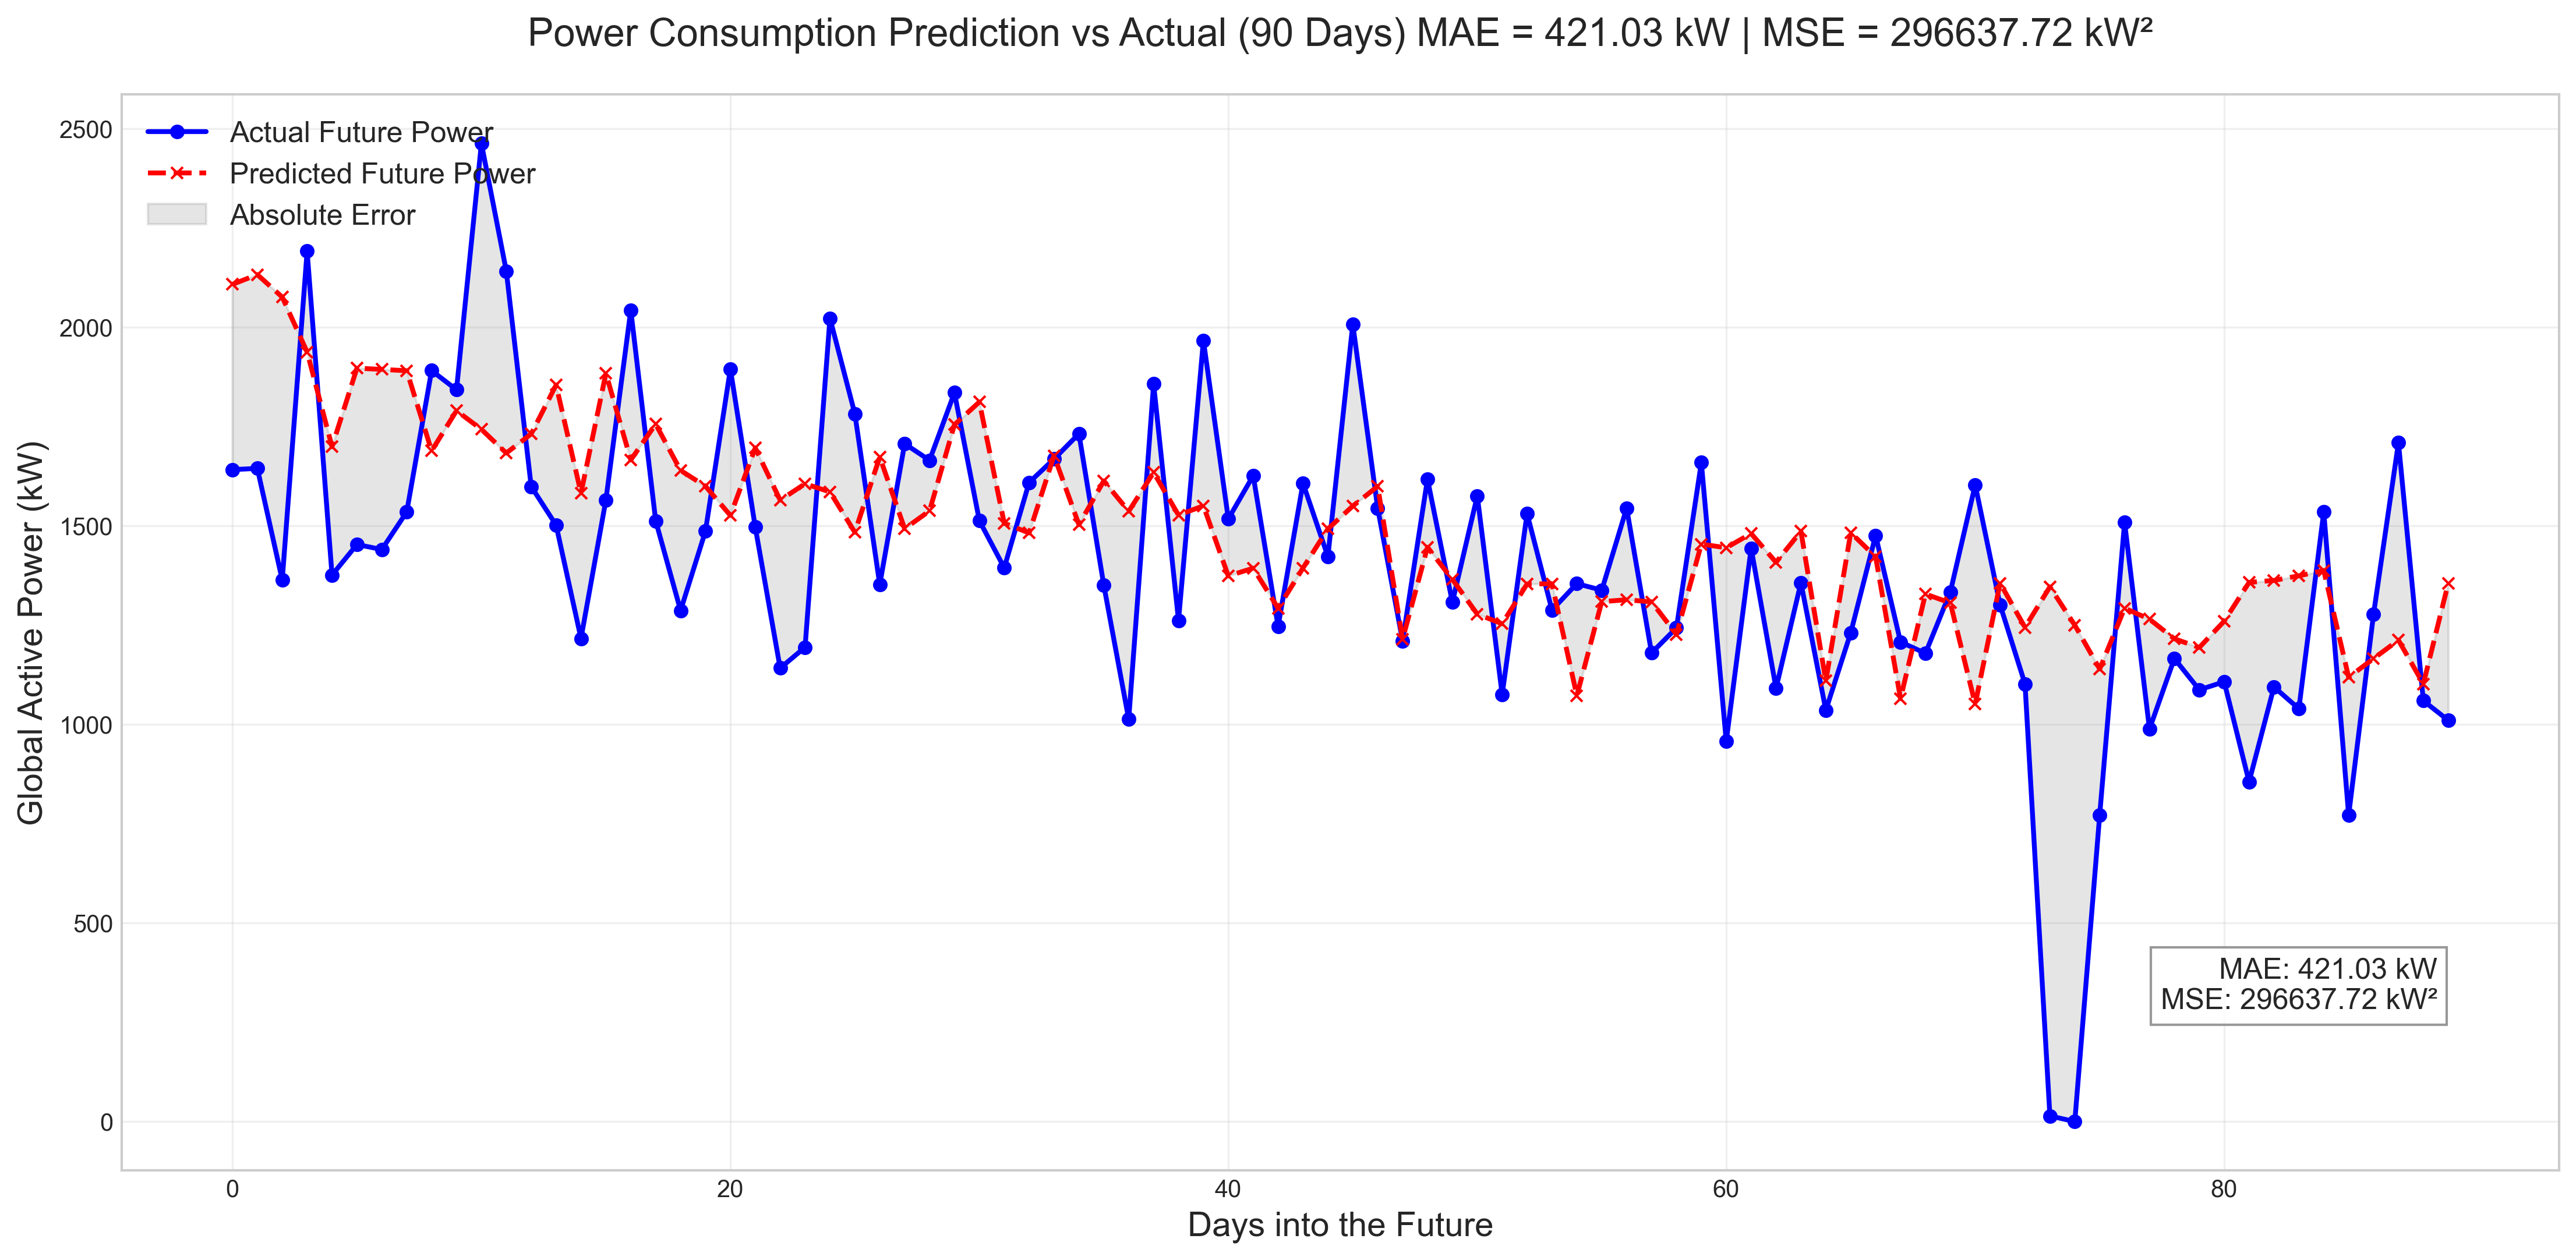 Power Consumption Prediction vs Actual (90 Days) MAE = 421.03 kW | MSE = 296637.72 kW²
Actual Future Power
Predicted Future Power
Absolute Error
Global Active Power (kW)
2500
2000
1500
1000
500
0
MAE: 421.03 kW
MSE: 296637.72 kW²
0
20
40
60
80
Days into the Future